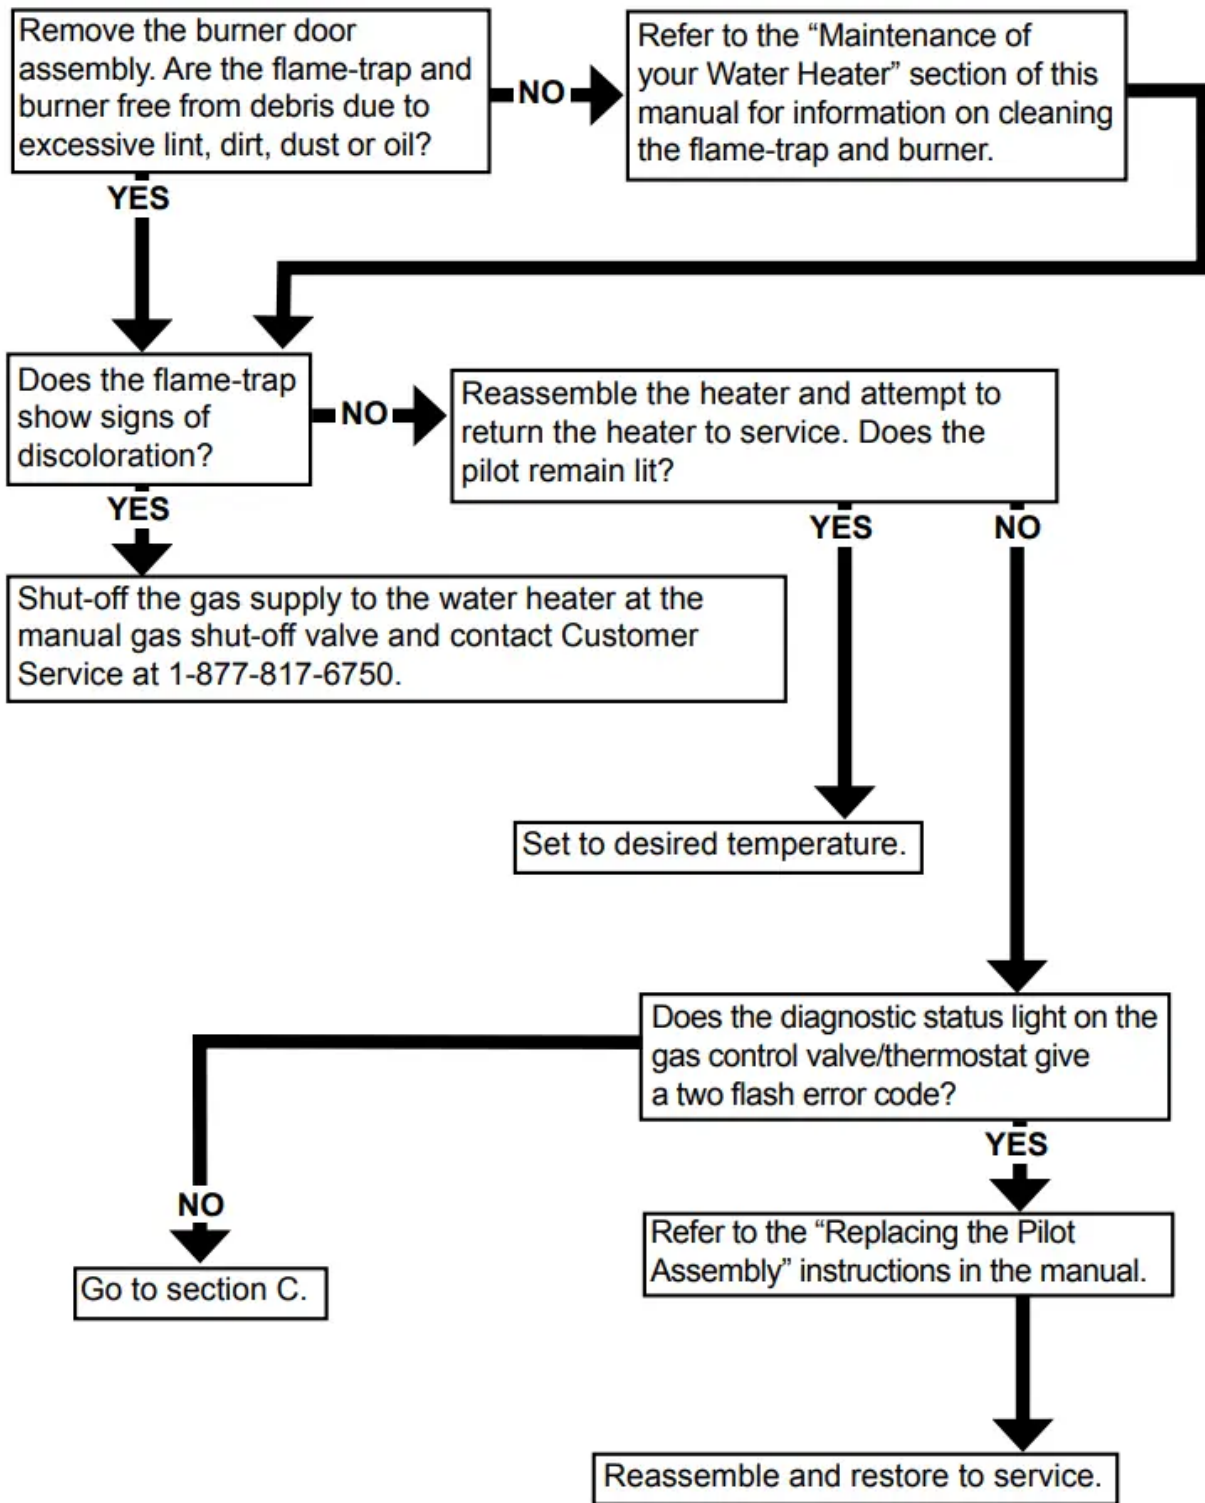 Remove the burner door
assembly. Are the flame-trap and
burner free from debris due to
excessive lint, dirt, dust or oil?
NO
Refer to the “Maintenance of
your Water Heater” section of this
manual for information on cleaning
the flame-trap and burner.
YES
Does the flame-trap
show signs of
discoloration?
NO
Reassemble the heater and attempt to
return the heater to service. Does the
pilot remain lit?
YES
Shut-off the gas supply to the water heater at the
manual gas shut-off valve and contact Customer
Service at 1-877-817-6750.
YES
NO
Set to desired temperature.
Does the diagnostic status light on the
gas control valve/thermostat give
a two flash error code?
NO
Go to section C.
YES
Refer to the “Replacing the Pilot
Assembly” instructions in the manual.
Reassemble and restore to service.